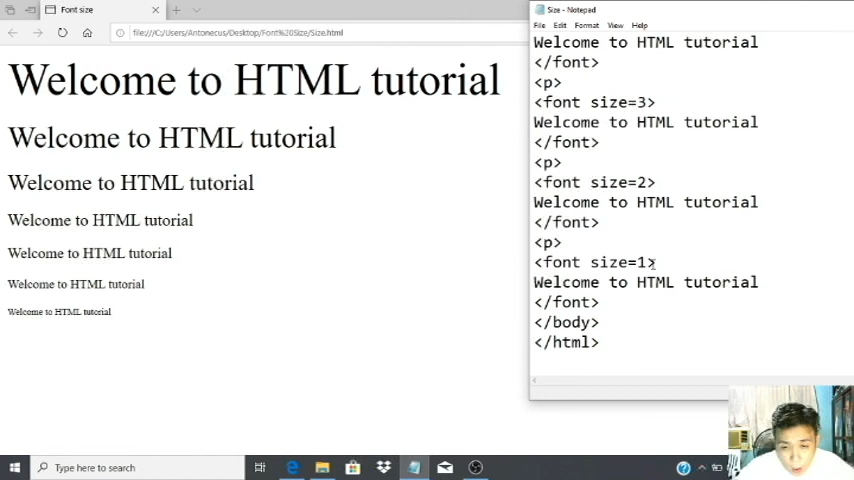 Font size
file:///C:/Users/Antonecus/Desktop/Font%20Size/Size.html
Welcome to HTML tutorial
Welcome to HTML tutorial
Welcome to HTML tutorial
Welcome to HTML tutorial
Welcome to HTML tutorial
Welcome to HTML tutorial
Welcome to HTML tutorial
Size - Notepad
File Edit Format View Help
Welcome to HTML tutorial
</font>
<p>
<font size=3>
Welcome to HTML tutorial
</font>
<p>
<font size=2>
Welcome to HTML tutorial
</font>
<p>
<font size=1>
Welcome to HTML tutorial
</font>
</body>
</html>
Type here to search